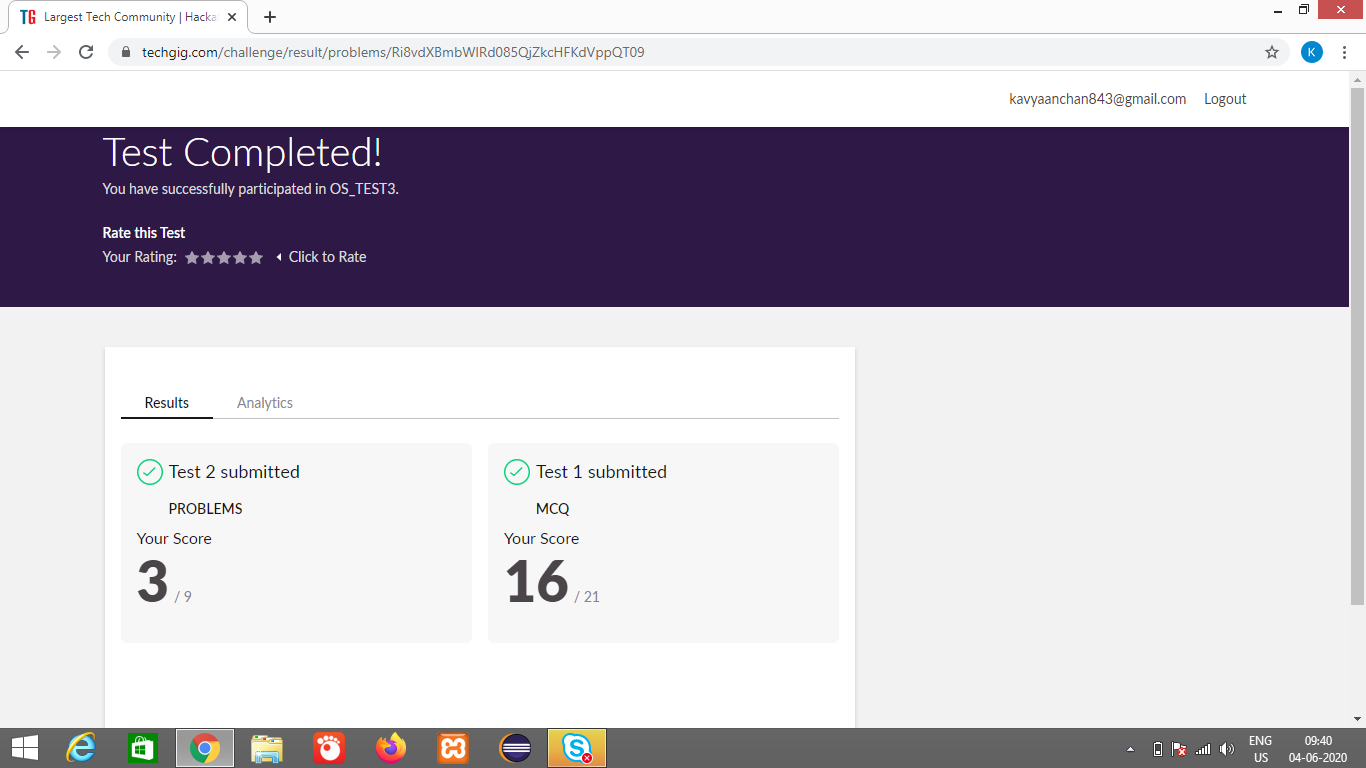 TG Largest Tech Community | Hacka
techgig.com/challenge/result/problems/Ri8vdXBmbWlRd085QjZkcHFKdVppQT09
K
kavyaanchan843@gmail.com Logout
Test Completed!
You have successfully participated in OS_TEST3.
Rate this Test
Your Rating: Click to Rate
Results Analytics
Test 2 submitted
PROBLEMS
Your Score
3 / 9
Test 1 submitted
MCQ
Your Score
16 / 21
ENG 09:40
US 04-06-2020